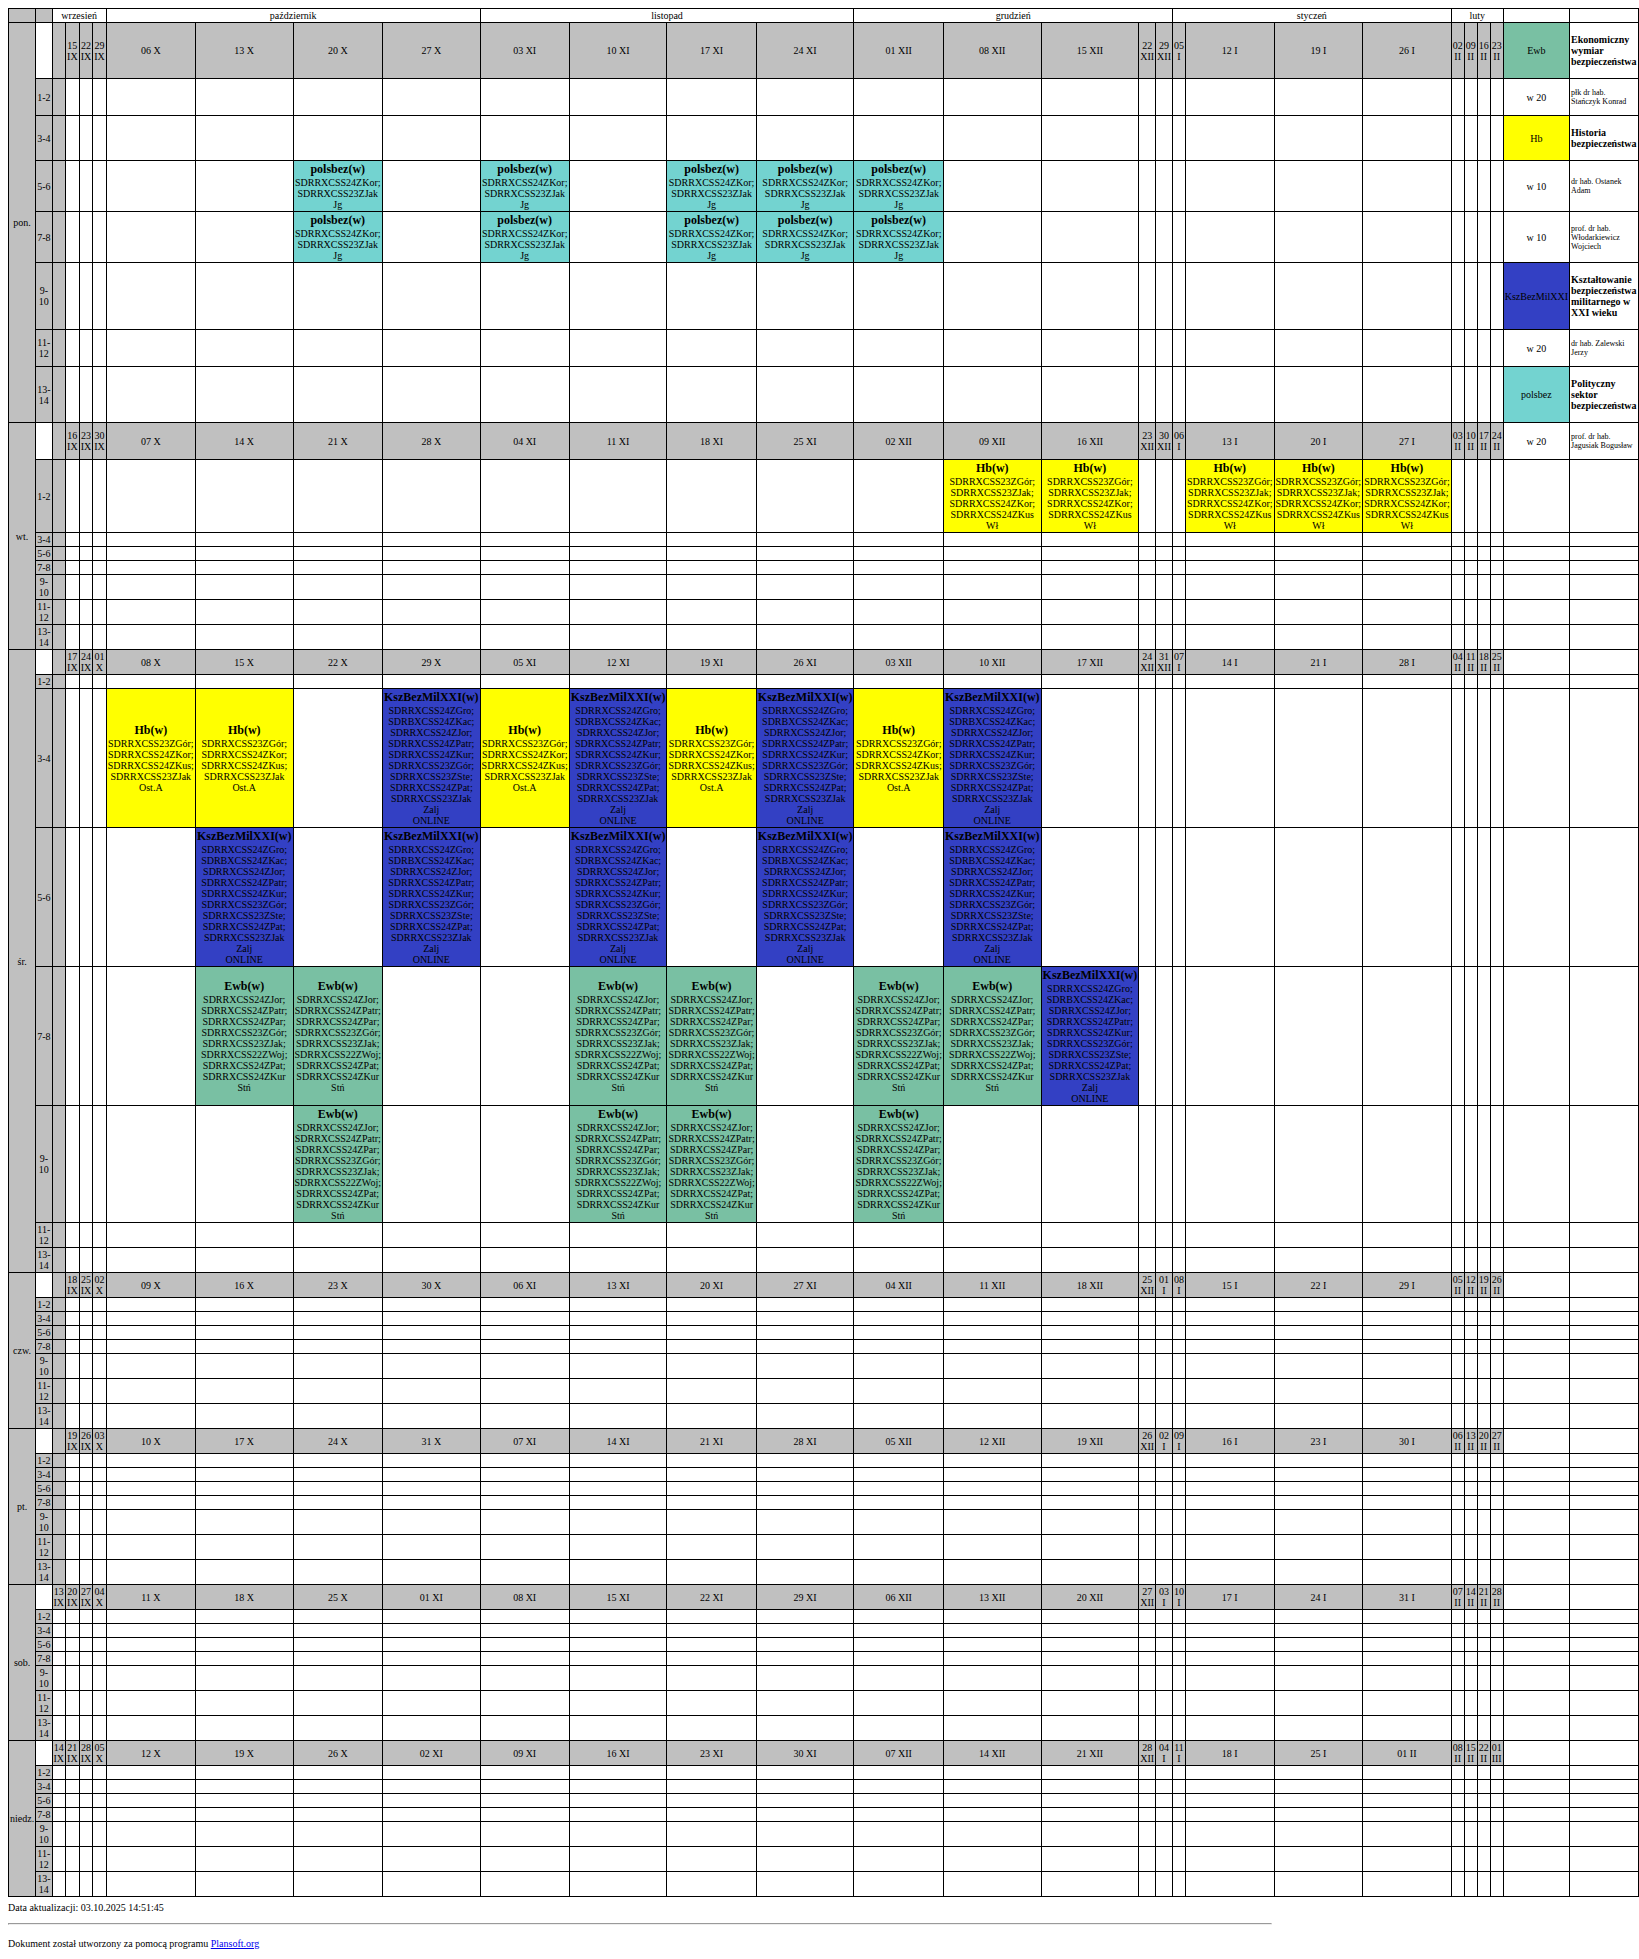 wrzesień październik listopad grudzień styczeń luty
pon. 15 IX 22 IX 29 IX 06 X 13 X 20 X 27 X 03 XI 10 XI 17 XI 24 XI 01 XII 08 XII 15 XII 22 XII 29 XII 05 I 12 I 19 I 26 I 02 II 09 II 16 II 23 II Ewb Ekonomiczny wymiar bezpieczeństwa
1-2 w 20 płk dr hab. Stańczyk Konrad
3-4 Hb Historia bezpieczeństwa
5-6 polsbez(w) polsbez(w) polsbez(w) polsbez(w) polsbez(w) w 10 dr hab. Ostanek Adam
SDRRXCSS24ZKor; SDRRXCSS24ZKor; SDRRXCSS24ZKor; SDRRXCSS24ZKor; SDRRXCSS24ZKor;
SDRRXCSS23ZJak SDRRXCSS23ZJak SDRRXCSS23ZJak SDRRXCSS23ZJak SDRRXCSS23ZJak
Jg Jg Jg Jg Jg
7-8 polsbez(w) polsbez(w) polsbez(w) polsbez(w) polsbez(w) w 10 prof. dr hab. Włodarkiewicz Wojciech
SDRRXCSS24ZKor; SDRRXCSS24ZKor; SDRRXCSS24ZKor; SDRRXCSS24ZKor; SDRRXCSS24ZKor;
SDRRXCSS23ZJak SDRRXCSS23ZJak SDRRXCSS23ZJak SDRRXCSS23ZJak SDRRXCSS23ZJak
Jg Jg Jg Jg Jg
9-10 KszBezMilXXI Kształtowanie bezpieczeństwa militarnego w XXI wieku
11-12 w 20 dr hab. Zalewski Jerzy
13-14 polsbez Polityczny sektor bezpieczeństwa
wt. 16 IX 23 IX 30 IX 07 X 14 X 21 X 28 X 04 XI 11 XI 18 XI 25 XI 02 XII 09 XII 16 XII 23 XII 30 XII 06 I 13 I 20 I 27 I 03 II 10 II 17 II 24 II w 20 prof. dr hab. Jagusiak Bogusław
1-2 Hb(w) Hb(w) Hb(w) Hb(w) Hb(w)
SDRRXCSS23ZGór; SDRRXCSS23ZGór; SDRRXCSS23ZGór; SDRRXCSS23ZGór; SDRRXCSS23ZGór;
SDRRXCSS23ZJak; SDRRXCSS23ZJak; SDRRXCSS23ZJak; SDRRXCSS23ZJak; SDRRXCSS23ZJak;
SDRRXCSS24ZKor; SDRRXCSS24ZKor; SDRRXCSS24ZKor; SDRRXCSS24ZKor; SDRRXCSS24ZKor;
SDRRXCSS24ZKus SDRRXCSS24ZKus SDRRXCSS24ZKus SDRRXCSS24ZKus SDRRXCSS24ZKus
Wł Wł Wł Wł Wł
3-4
5-6
7-8
9-10
11-12
13-14
śr. 17 IX 24 IX 01 X 08 X 15 X 22 X 29 X 05 XI 12 XI 19 XI 26 XI 03 XII 10 XII 17 XII 24 XII 31 XII 07 I 14 I 21 I 28 I 04 II 11 II 18 II 25 II
1-2
3-4 Hb(w) Hb(w) KszBezMilXXI(w) Hb(w) KszBezMilXXI(w) Hb(w) KszBezMilXXI(w) Hb(w) KszBezMilXXI(w)
SDRRXCSS23ZGór; SDRRXCSS23ZGór; SDRRXCSS24ZGro; SDRRXCSS23ZGór; SDRRXCSS24ZGro; SDRRXCSS23ZGór; SDRRXCSS24ZGro; SDRRXCSS23ZGór; SDRRXCSS24ZGro;
SDRRXCSS24ZKor; SDRRXCSS24ZKor; SDRBXCSS24ZKac; SDRRXCSS24ZKor; SDRBXCSS24ZKac; SDRRXCSS24ZKor; SDRBXCSS24ZKac; SDRRXCSS24ZKor; SDRBXCSS24ZKac;
SDRRXCSS24ZKus; SDRRXCSS24ZKus; SDRRXCSS24ZJor; SDRRXCSS24ZKus; SDRRXCSS24ZJor; SDRRXCSS24ZKus; SDRRXCSS24ZJor; SDRRXCSS24ZKus; SDRRXCSS24ZJor;
SDRRXCSS23ZJak SDRRXCSS23ZJak SDRRXCSS24ZPatr; SDRRXCSS23ZJak SDRRXCSS24ZPatr; SDRRXCSS23ZJak SDRRXCSS24ZPatr; SDRRXCSS23ZJak SDRRXCSS24ZPatr;
Ost.A Ost.A SDRRXCSS24ZKur; Ost.A SDRRXCSS24ZKur; Ost.A SDRRXCSS24ZKur; Ost.A SDRRXCSS24ZKur;
SDRRXCSS23ZGór; SDRRXCSS23ZGór; SDRRXCSS23ZGór; SDRRXCSS23ZGór;
SDRRXCSS23ZSte; SDRRXCSS23ZSte; SDRRXCSS23ZSte; SDRRXCSS23ZSte;
SDRRXCSS24ZPat; SDRRXCSS24ZPat; SDRRXCSS24ZPat; SDRRXCSS24ZPat;
SDRRXCSS23ZJak SDRRXCSS23ZJak SDRRXCSS23ZJak SDRRXCSS23ZJak
Zalj Zalj Zalj Zalj
ONLINE ONLINE ONLINE ONLINE
5-6 KszBezMilXXI(w) KszBezMilXXI(w) KszBezMilXXI(w) KszBezMilXXI(w) KszBezMilXXI(w)
SDRRXCSS24ZGro; SDRRXCSS24ZGro; SDRRXCSS24ZGro; SDRRXCSS24ZGro; SDRRXCSS24ZGro;
SDRBXCSS24ZKac; SDRBXCSS24ZKac; SDRBXCSS24ZKac; SDRBXCSS24ZKac; SDRBXCSS24ZKac;
SDRRXCSS24ZJor; SDRRXCSS24ZJor; SDRRXCSS24ZJor; SDRRXCSS24ZJor; SDRRXCSS24ZJor;
SDRRXCSS24ZPatr; SDRRXCSS24ZPatr; SDRRXCSS24ZPatr; SDRRXCSS24ZPatr; SDRRXCSS24ZPatr;
SDRRXCSS24ZKur; SDRRXCSS24ZKur; SDRRXCSS24ZKur; SDRRXCSS24ZKur; SDRRXCSS24ZKur;
SDRRXCSS23ZGór; SDRRXCSS23ZGór; SDRRXCSS23ZGór; SDRRXCSS23ZGór; SDRRXCSS23ZGór;
SDRRXCSS23ZSte; SDRRXCSS23ZSte; SDRRXCSS23ZSte; SDRRXCSS23ZSte; SDRRXCSS23ZSte;
SDRRXCSS24ZPat; SDRRXCSS24ZPat; SDRRXCSS24ZPat; SDRRXCSS24ZPat; SDRRXCSS24ZPat;
SDRRXCSS23ZJak SDRRXCSS23ZJak SDRRXCSS23ZJak SDRRXCSS23ZJak SDRRXCSS23ZJak
Zalj Zalj Zalj Zalj Zalj
ONLINE ONLINE ONLINE ONLINE ONLINE
7-8 Ewb(w) Ewb(w) Ewb(w) Ewb(w) Ewb(w) Ewb(w) KszBezMilXXI(w)
SDRRXCSS24ZJor; SDRRXCSS24ZJor; SDRRXCSS24ZJor; SDRRXCSS24ZJor; SDRRXCSS24ZJor; SDRRXCSS24ZJor; SDRRXCSS24ZGro;
SDRRXCSS24ZPatr; SDRRXCSS24ZPatr; SDRRXCSS24ZPatr; SDRRXCSS24ZPatr; SDRRXCSS24ZPatr; SDRRXCSS24ZPatr; SDRBXCSS24ZKac;
SDRRXCSS24ZPar; SDRRXCSS24ZPar; SDRRXCSS24ZPar; SDRRXCSS24ZPar; SDRRXCSS24ZPar; SDRRXCSS24ZPar; SDRRXCSS24ZJor;
SDRRXCSS23ZGór; SDRRXCSS23ZGór; SDRRXCSS23ZGór; SDRRXCSS23ZGór; SDRRXCSS23ZGór; SDRRXCSS23ZGór; SDRRXCSS24ZPatr;
SDRRXCSS23ZJak; SDRRXCSS23ZJak; SDRRXCSS23ZJak; SDRRXCSS23ZJak; SDRRXCSS23ZJak; SDRRXCSS23ZJak; SDRRXCSS24ZKur;
SDRRXCSS22ZWoj; SDRRXCSS22ZWoj; SDRRXCSS22ZWoj; SDRRXCSS22ZWoj; SDRRXCSS22ZWoj; SDRRXCSS22ZWoj; SDRRXCSS23ZGór;
SDRRXCSS24ZPat; SDRRXCSS24ZPat; SDRRXCSS24ZPat; SDRRXCSS24ZPat; SDRRXCSS24ZPat; SDRRXCSS24ZPat; SDRRXCSS23ZSte;
SDRRXCSS24ZKur SDRRXCSS24ZKur SDRRXCSS24ZKur SDRRXCSS24ZKur SDRRXCSS24ZKur SDRRXCSS24ZKur SDRRXCSS24ZPat;
Stń Stń Stń Stń Stń Stń SDRRXCSS23ZJak
Zalj
ONLINE
9-10 Ewb(w) Ewb(w) Ewb(w) Ewb(w)
SDRRXCSS24ZJor; SDRRXCSS24ZJor; SDRRXCSS24ZJor; SDRRXCSS24ZJor;
SDRRXCSS24ZPatr; SDRRXCSS24ZPatr; SDRRXCSS24ZPatr; SDRRXCSS24ZPatr;
SDRRXCSS24ZPar; SDRRXCSS24ZPar; SDRRXCSS24ZPar; SDRRXCSS24ZPar;
SDRRXCSS23ZGór; SDRRXCSS23ZGór; SDRRXCSS23ZGór; SDRRXCSS23ZGór;
SDRRXCSS23ZJak; SDRRXCSS23ZJak; SDRRXCSS23ZJak; SDRRXCSS23ZJak;
SDRRXCSS22ZWoj; SDRRXCSS22ZWoj; SDRRXCSS22ZWoj; SDRRXCSS22ZWoj;
SDRRXCSS24ZPat; SDRRXCSS24ZPat; SDRRXCSS24ZPat; SDRRXCSS24ZPat;
SDRRXCSS24ZKur SDRRXCSS24ZKur SDRRXCSS24ZKur SDRRXCSS24ZKur
Stń Stń Stń Stń
11-12
13-14
czw. 18 IX 25 IX 02 X 09 X 16 X 23 X 30 X 06 XI 13 XI 20 XI 27 XI 04 XII 11 XII 18 XII 25 XII 01 I 08 I 15 I 22 I 29 I 05 II 12 II 19 II 26 II
1-2
3-4
5-6
7-8
9-10
11-12
13-14
pt. 19 IX 26 IX 03 X 10 X 17 X 24 X 31 X 07 XI 14 XI 21 XI 28 XI 05 XII 12 XII 19 XII 26 XII 02 I 09 I 16 I 23 I 30 I 06 II 13 II 20 II 27 II
1-2
3-4
5-6
7-8
9-10
11-12
13-14
sob. 13 IX 20 IX 27 IX 04 X 11 X 18 X 25 X 01 XI 08 XI 15 XI 22 XI 29 XI 06 XII 13 XII 20 XII 27 XII 03 I 10 I 17 I 24 I 31 I 07 II 14 II 21 II 28 II
1-2
3-4
5-6
7-8
9-10
11-12
13-14
niedz. 14 IX 21 IX 28 IX 05 X 12 X 19 X 26 X 02 XI 09 XI 16 XI 23 XI 30 XI 07 XII 14 XII 21 XII 28 XII 04 I 11 I 18 I 25 I 01 II 08 II 15 II 22 II 01 III
1-2
3-4
5-6
7-8
9-10
11-12
13-14
Data aktualizacji: 03.10.2025 14:51:45
Dokument został utworzony za pomocą programu Plansoft.org